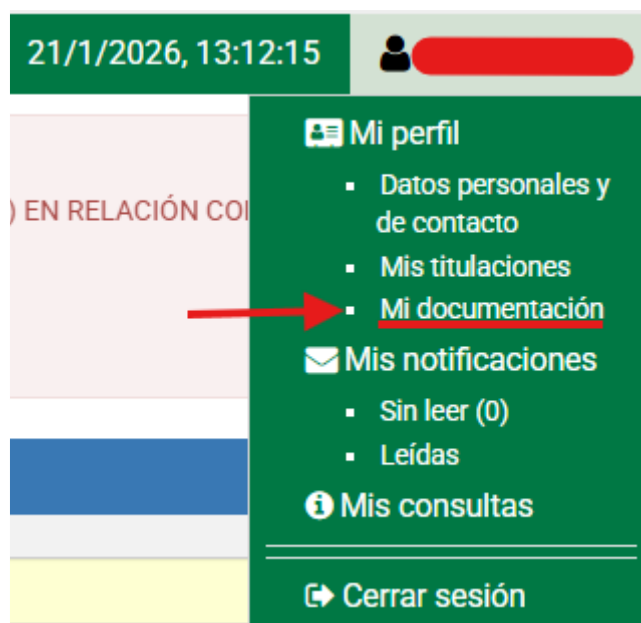 21/1/2026, 13:12:15
Mi perfil
Datos personales y
de contacto
) EN RELACIÓN
Mis titulaciones
Mi documentación
Mis notificaciones
Sin leer (0)
Leídas
Mis consultas
Cerrar sesión